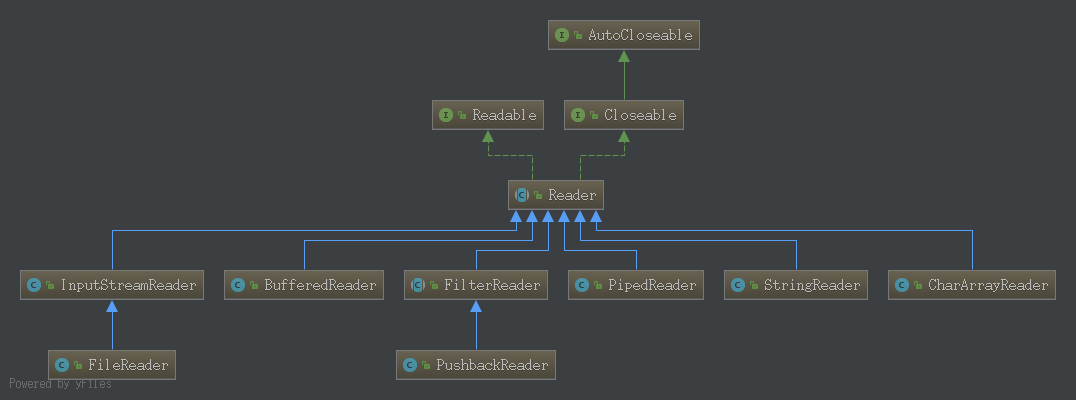 AutoCloseable
Readable
Closeable
Reader
InputStreamReader
BufferedReader
FilterReader
PipedReader
StringReader
CharArrayReader
FileReader
PushbackReader
Powered by yFiles